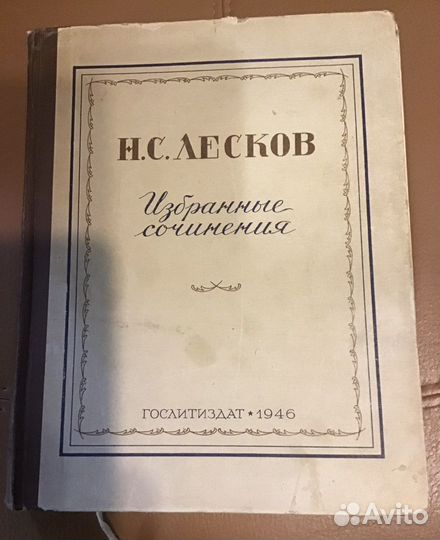 Н.С.ЛЕСКОВ
Избранные
сочинения
ГОСЛИТИЗДАТ ★ 1946
Avito